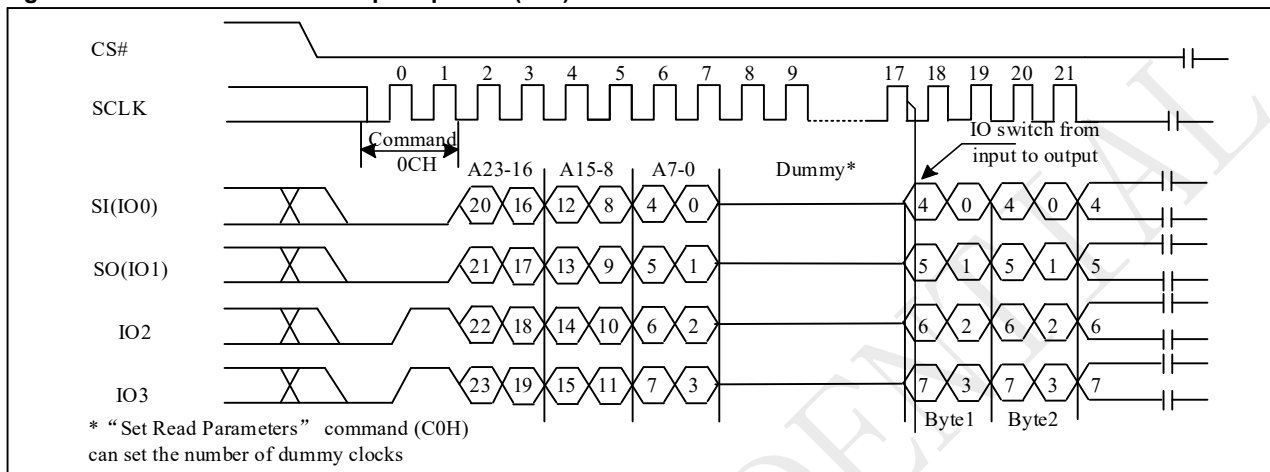 CS#
0 1 2 3 4 5 6 7 8 9 17 18 19 20 21
SCLK
Command
0CH
IO switch from
input to output
A23-16 A15-8 A7-0 Dummy*
SI(IO0) 20 16 12 8 4 0 4 0 4 0 4
SO(IO1) 21 17 13 9 5 1 5 1 5 1 5
IO2 22 18 14 10 6 2 6 2 6 2 6
IO3 23 19 15 11 7 3 7 3 7 3 7
Byte1 Byte2
* “Set Read Parameters” command (C0H)
can set the number of dummy clocks